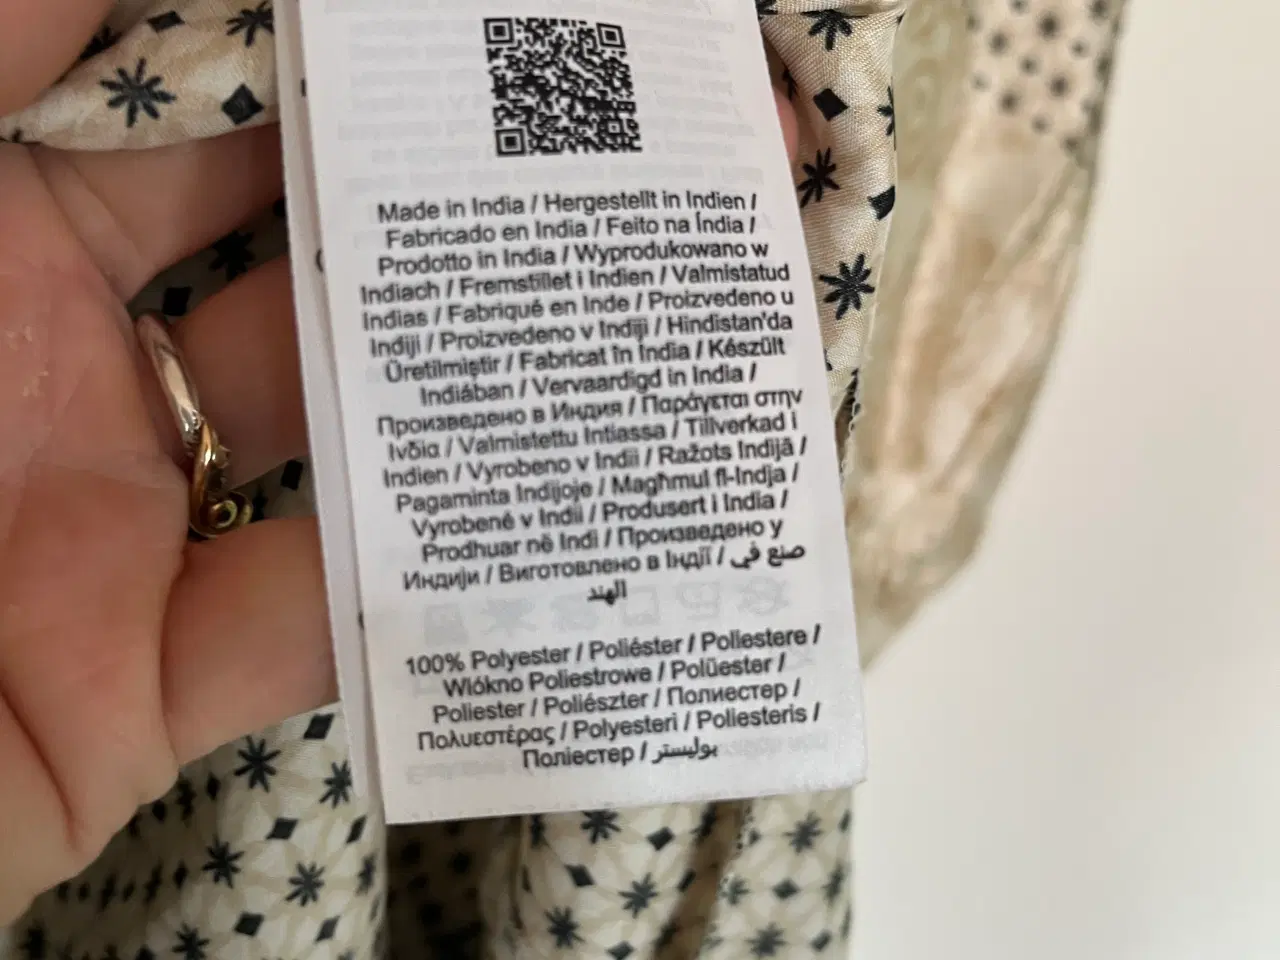 Made in India / Hergestellt in Indien /
Fabricado en India / Feito na Índia /
Prodotto in India / Wyprodukowano w
Indiach / Fremstillet i Indien / Valmistatud
Indias / Fabriqué en Inde / Proizvedeno u
Indiji / Proizvedeno v Indiji / Hindistan'da
Üretilmiştir / Fabricat în India / Készült
Indiában / Vervaardigd in India /
Произведено в Индия / Παράγεται στην
Ινδία / Valmistettu Intiassa / Tillverkad i
Indien / Vyrobeno v Indii / Ražots Indijā /
Pagaminta Indijoje / Magħmul fl-Indja /
Vyrobené v Indii / Produsert i India /
Prodhuar në Indi / Произведено у
Индији / Виготовлено в Індії / صنع في
الهند
100% Polyester / Poliéster / Poliestere /
Włókno Poliestrowe / Polüester /
Poliester / Poliészter / Полиестер /
Πολυεστέρας / Polyesteri / Poliesteris /
Поліестер / بوليستر